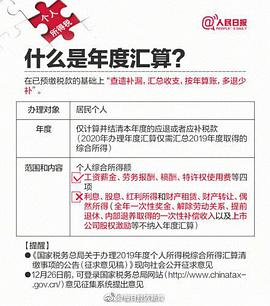 个人
所得税
@人民日报
PEOPLE'S DAILY
什么是年度汇算?
在已预缴税款的基础上“查遗补漏,汇总收支,按年算账,多退少
补”。
办理对象
居民个人
年度
仅计算并结清本年度的应退或者应补税款
(2020年办理年度汇算仅需汇总2019年度取得的
综合所得)
范围和内容
个人综合所得额
工资薪金、劳务报酬、稿酬、特许权使用费等四
项
利息、股息、红利所得和财产租赁、财产转让、偶
然所得(全年一次性奖金、解除劳动关系、提前
退休、内部退养取得的一次性补偿收入以及上市
公司股权激励等不纳入年度汇算)
【提醒】
《国家税务总局关于办理2019年度个人所得税综合所得汇算清
缴事项的公告(征求意见稿)》现向社会公开征求意见
12月26日前,可登录国家税务总局网站(http://www.chinatax
.gov.cn/)意见征集系统提出意见